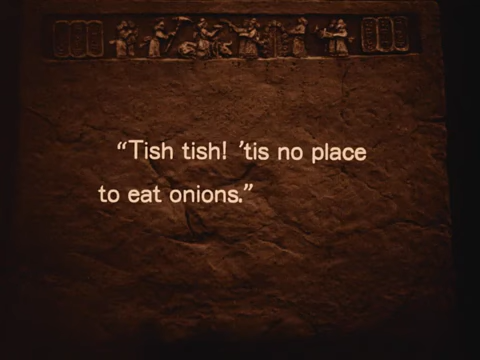 “Tish tish! ’tis no place
to eat onions.”